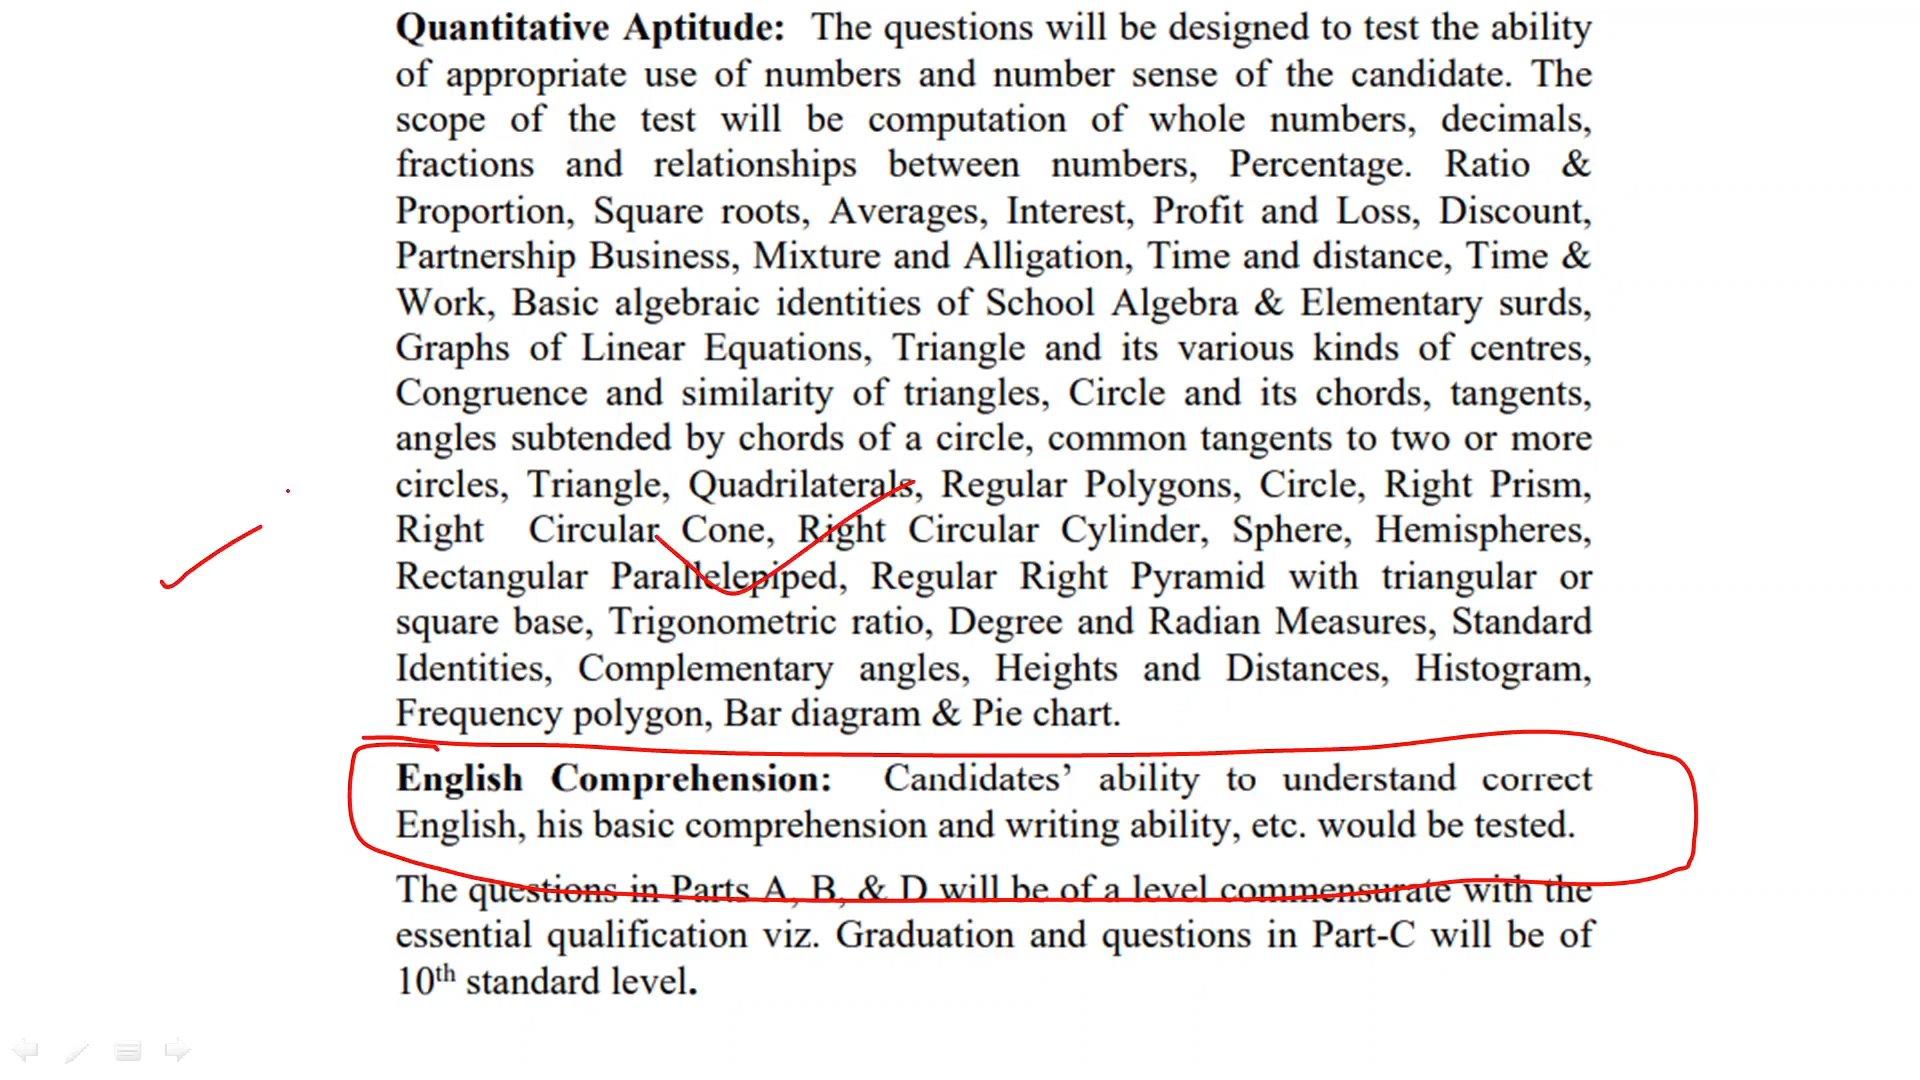 Quantitative Aptitude: The questions will be designed to test the ability
of appropriate use of numbers and number sense of the candidate. The
scope of the test will be computation of whole numbers, decimals,
fractions and relationships between numbers, Percentage. Ratio &
Proportion, Square roots, Averages, Interest, Profit and Loss, Discount,
Partnership Business, Mixture and Alligation, Time and distance, Time &
Work, Basic algebraic identities of School Algebra & Elementary surds,
Graphs of Linear Equations, Triangle and its various kinds of centres,
Congruence and similarity of triangles, Circle and its chords, tangents,
angles subtended by chords of a circle, common tangents to two or more
circles, Triangle, Quadrilaterals, Regular Polygons, Circle, Right Prism,
Right Circular Cone, Right Circular Cylinder, Sphere, Hemispheres,
Rectangular Parallelepiped, Regular Right Pyramid with triangular or
square base, Trigonometric ratio, Degree and Radian Measures, Standard
Identities, Complementary angles, Heights and Distances, Histogram,
Frequency polygon, Bar diagram & Pie chart.
English Comprehension: Candidates’ ability to understand correct
English, his basic comprehension and writing ability, etc. would be tested.
The questions in Parts A, B, & D will be of a level commensurate with the
essential qualification viz. Graduation and questions in Part-C will be of
10th standard level.